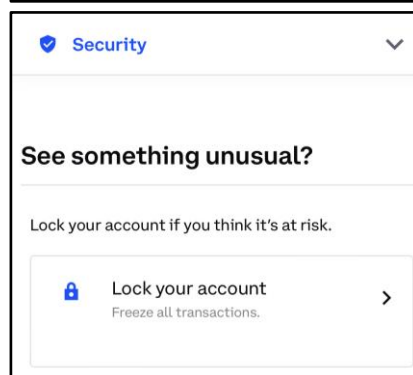 Security
See something unusual?
Lock your account if you think it's at risk.
Lock your account
Freeze all transactions.